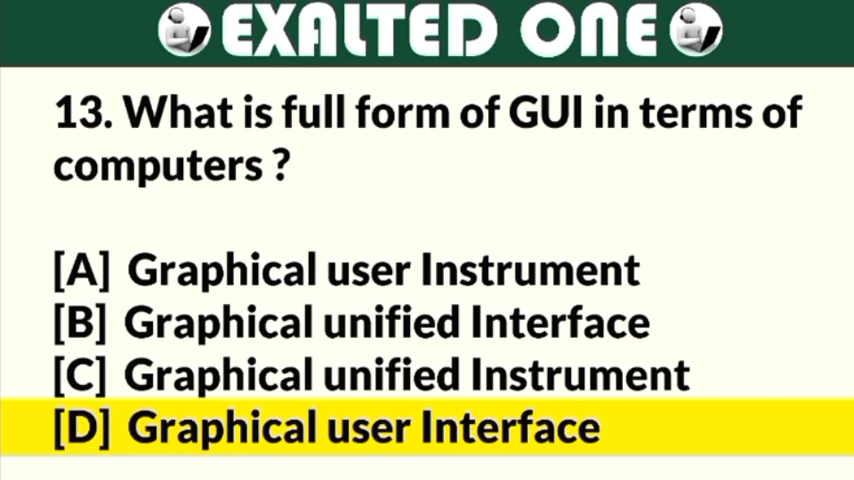 EXALTED ONE
13. What is full form of GUI in terms of
computers ?
[A] Graphical user Instrument
[B] Graphical unified Interface
[C] Graphical unified Instrument
[D] Graphical user Interface